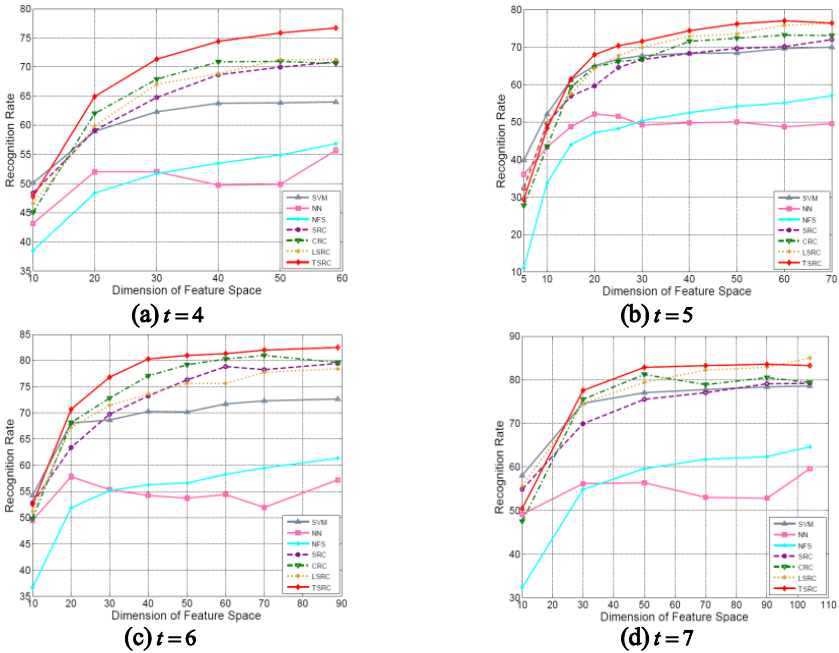 80
75
70
65
60
55
50
45
40
35
Recognition Rate
SVM
NN
NFS
SRC
CRC
LSRC
TSRC
10 20 30 40 50 60
Dimension of Feature Space
(a) t = 4
80
70
60
50
40
30
20
10
Recognition Rate
SVM
NN
NFS
SRC
CRC
LSRC
TSRC
5 10 20 30 40 50 60 70
Dimension of Feature Space
(b) t = 5
85
80
75
70
65
60
55
50
45
40
35
Recognition Rate
SVM
NN
NFS
SRC
CRC
LSRC
TSRC
10 20 30 40 50 60 70 80 90
Dimension of Feature Space
(c) t = 6
90
80
70
60
50
40
30
Recognition Rate
SVM
NN
NFS
SRC
CRC
LSRC
TSRC
10 20 30 40 50 60 70 80 90 100 110
Dimension of Feature Space
(d) t = 7